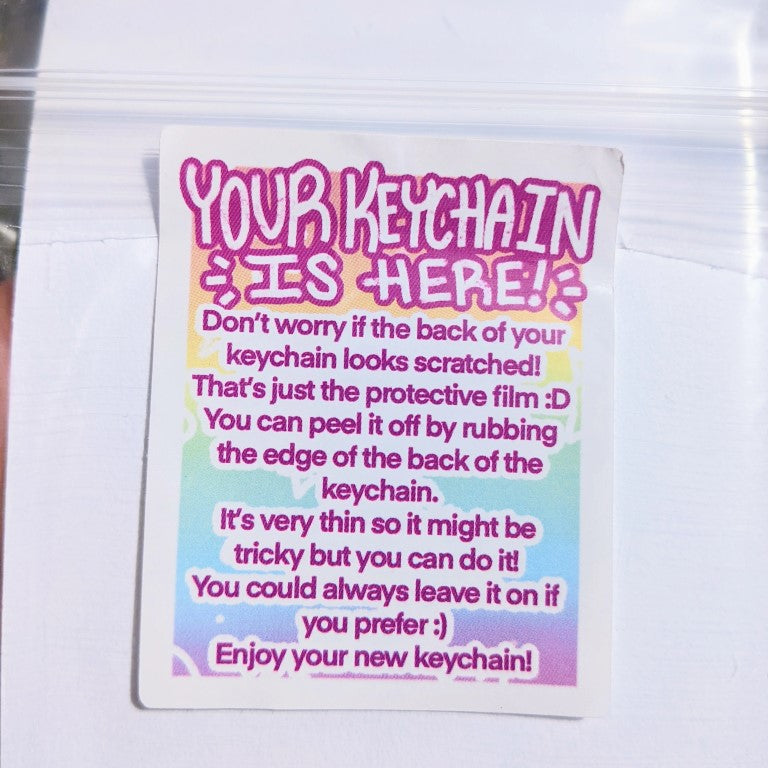 YOUR KEYCHAIN
IS HERE!
Don't worry if the back of your
keychain looks scratched!
That's just the protective film :D
You can peel it off by rubbing
the edge of the back of the
keychain.
It's very thin so it might be
tricky but you can do it!
You could always leave it on if
you prefer :)
Enjoy your new keychain!